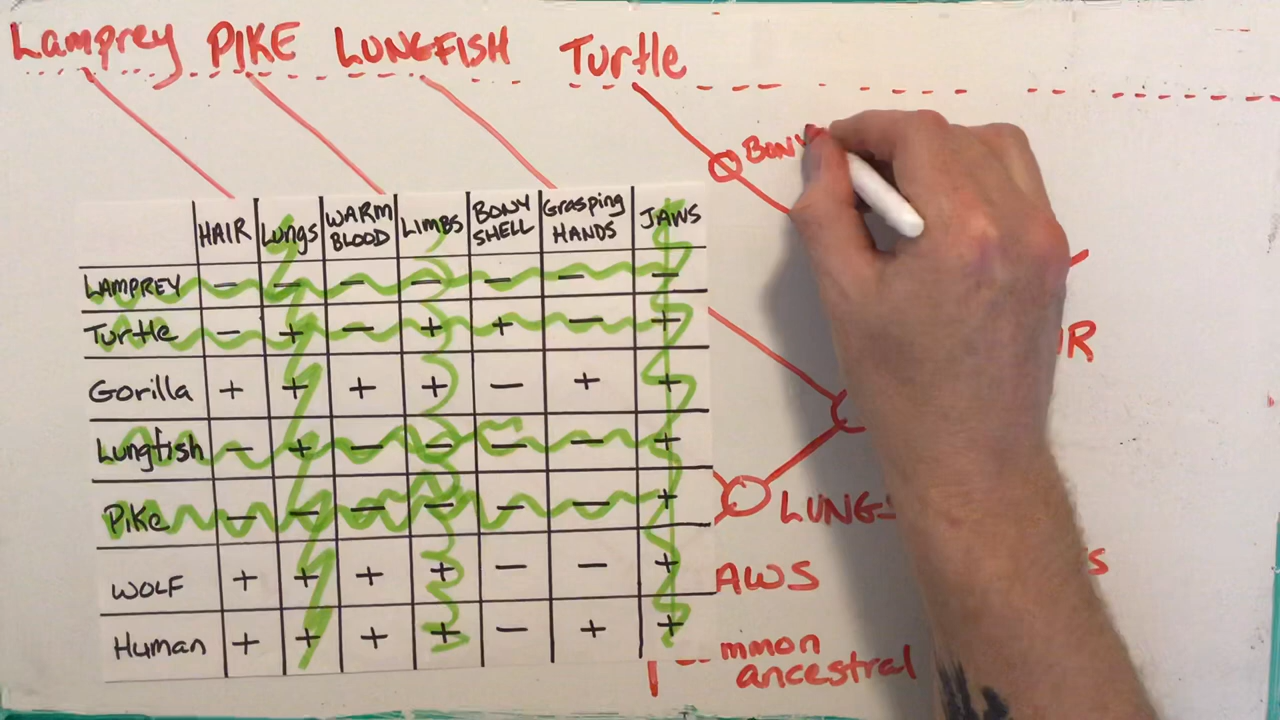 Lamprey PIKE LUNGFISH Turtle
BONY
HAIR Lungs WARM BLOOD LIMBS BONY SHELL Grasping HANDS JAWS
LAMPREY − − − − − − −
Turtle − + − + + − +
Gorilla + + + + − + +
Lungfish − + − − − − +
Pike − − − − − − +
WOLF + + + + − − +
Human + + + + − + +
LUNGS
AWS
mmon
ancestral